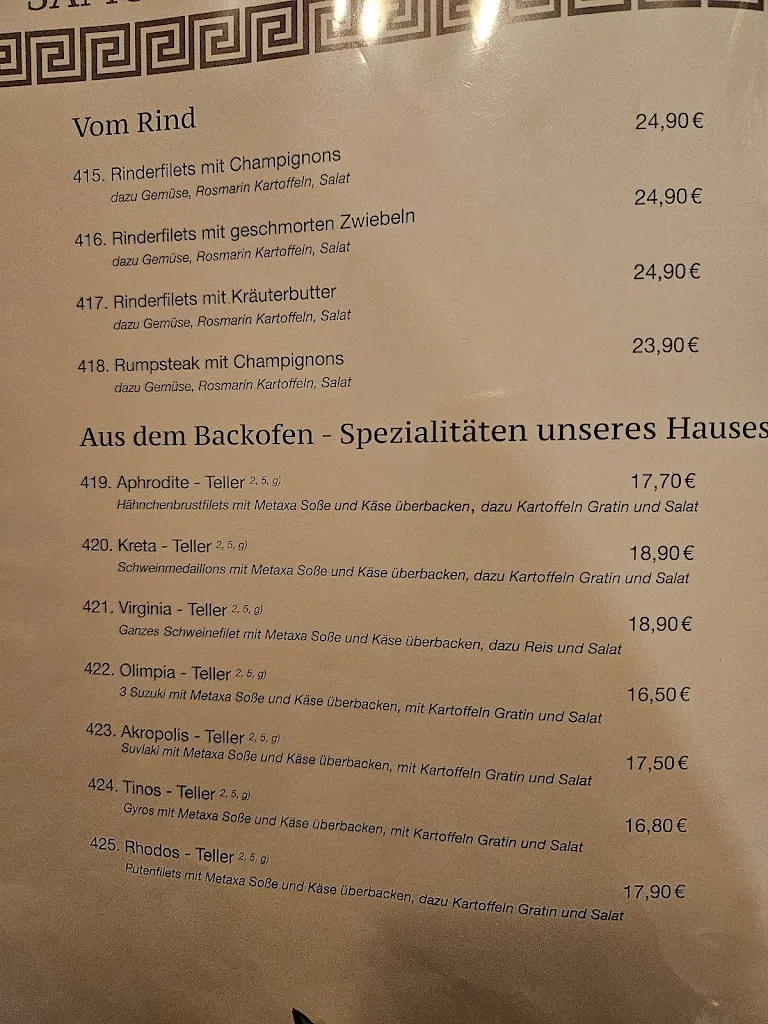 Vom Rind
24,90€
415. Rinderfilets mit Champignons
dazu Gemüse, Rosmarin Kartoffeln, Salat
24,90€
416. Rinderfilets mit geschmorten Zwiebeln
dazu Gemüse, Rosmarin Kartoffeln, Salat
24,90€
417. Rinderfilets mit Kräuterbutter
dazu Gemüse, Rosmarin Kartoffeln, Salat
23,90€
418. Rumpsteak mit Champignons
dazu Gemüse, Rosmarin Kartoffeln, Salat
Aus dem Backofen - Spezialitäten unseres Hauses
419. Aphrodite - Teller 2, 5, g) 17,70€
Hähnchenbrustfilets mit Metaxa Soße und Käse überbacken, dazu Kartoffeln Gratin und Salat
420. Kreta - Teller 2, 5, g) 18,90€
Schweinmedaillons mit Metaxa Soße und Käse überbacken, dazu Kartoffeln Gratin und Salat
421. Virginia - Teller 2, 5, g) 18,90€
Ganzes Schweinefilet mit Metaxa Soße und Käse überbacken, dazu Reis und Salat
422. Olimpia - Teller 2, 5, g) 16,50€
3 Suzuki mit Metaxa Soße und Käse überbacken, mit Kartoffeln Gratin und Salat
423. Akropolis - Teller 2, 5, g) 17,50€
Suvlaki mit Metaxa Soße und Käse überbacken, mit Kartoffeln Gratin und Salat
424. Tinos - Teller 2, 5, g) 16,80€
Gyros mit Metaxa Soße und Käse überbacken, mit Kartoffeln Gratin und Salat
425. Rhodos - Teller 2, 5, g) 17,90€
Putenfilets mit Metaxa Soße und Käse überbacken, dazu Kartoffeln Gratin und Salat